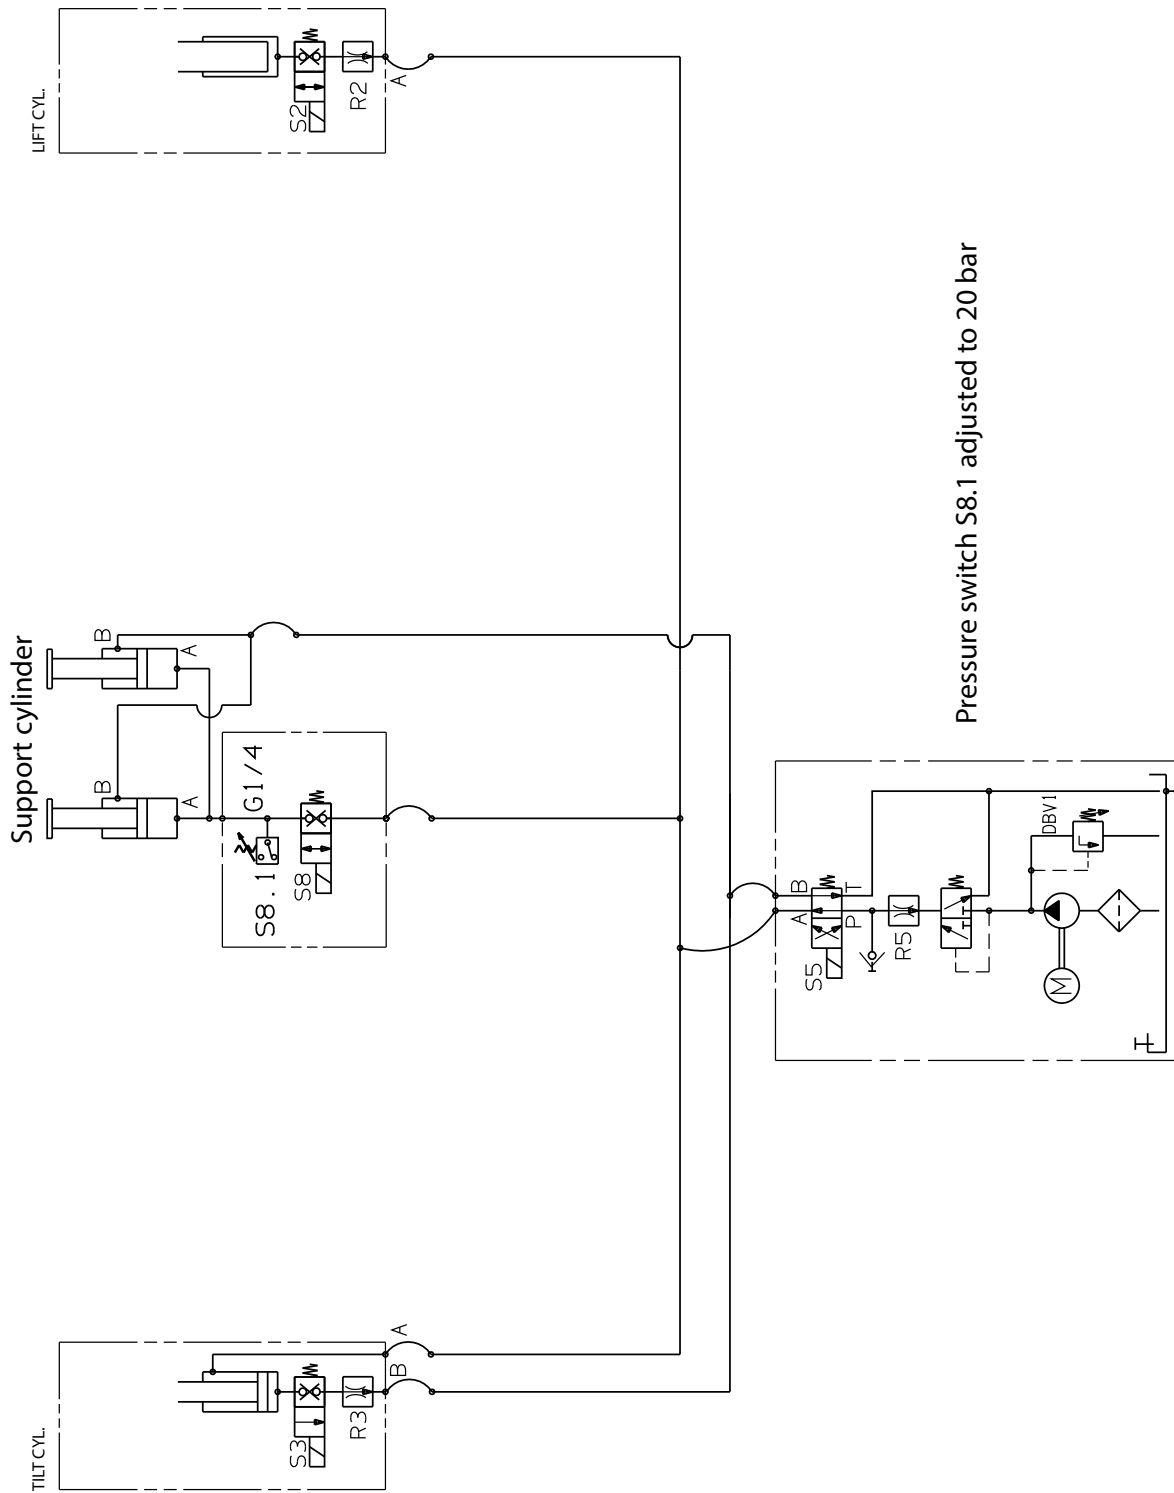 LIFT CYL.
S2
R2
A
Support cylinder
B
A
B
A
G1/4
S8.1
S8
Pressure switch S8.1 adjusted to 20 bar
A
B
P
T
S5
R5
DBV1
M
TILT CYL.
S3
R3
A
B